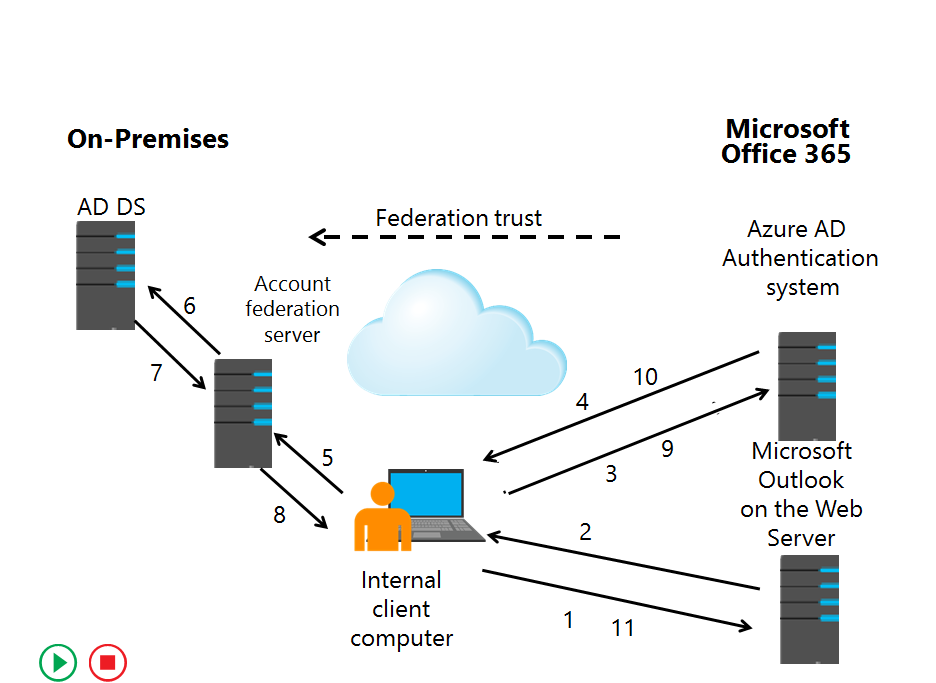 On-Premises
Microsoft
Office 365
AD DS
Federation trust
Azure AD
Authentication
system
Account
federation
server
6
7
10
4
5
9
3
8
Microsoft
Outlook
on the Web
Server
2
Internal
client
computer
1
11